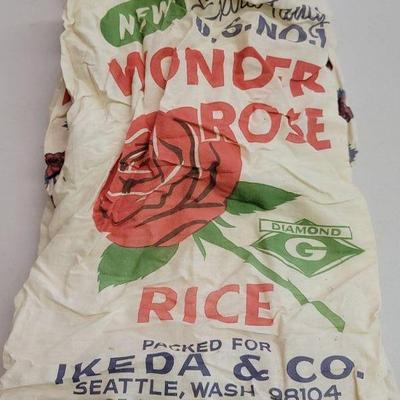 NEW
U.S. NO. 1
WONDER
ROSE
DIAMOND
G
RICE
PACKED FOR
IKEDA & CO.
SEATTLE, WASH 98104